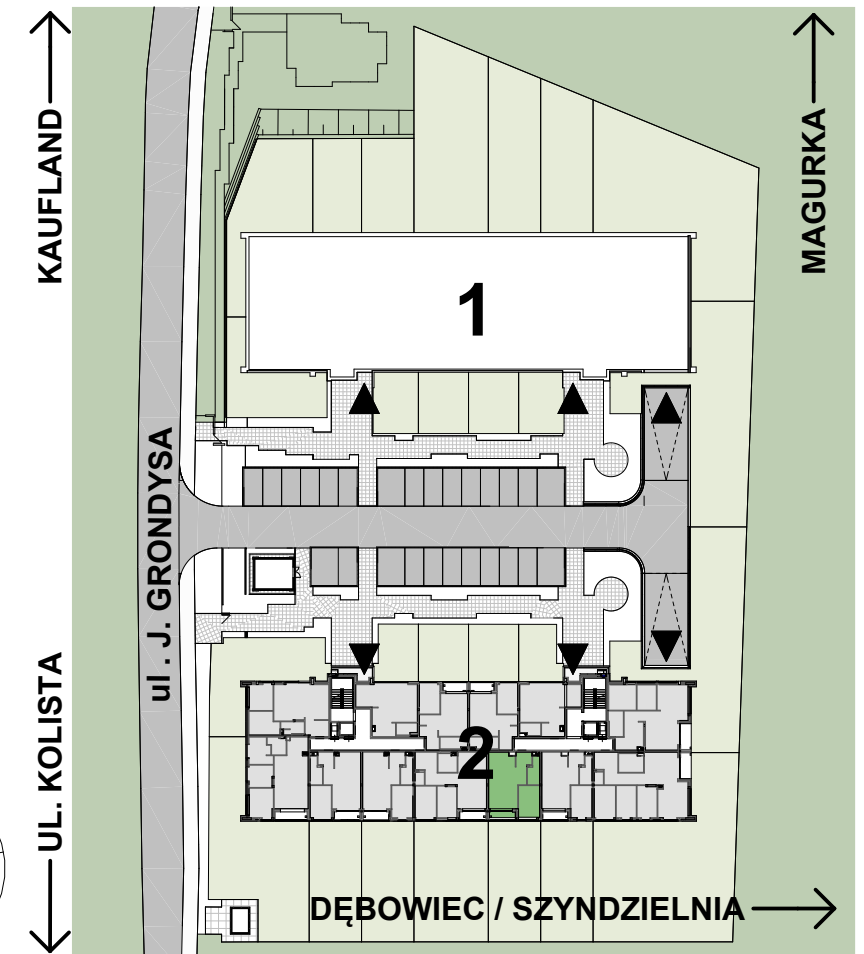 KAUFLAND
MAGURKA
1
ul . J. GRONDYSA
UL. KOLISTA
2
DĘBOWIEC / SZYNDZIELNIA